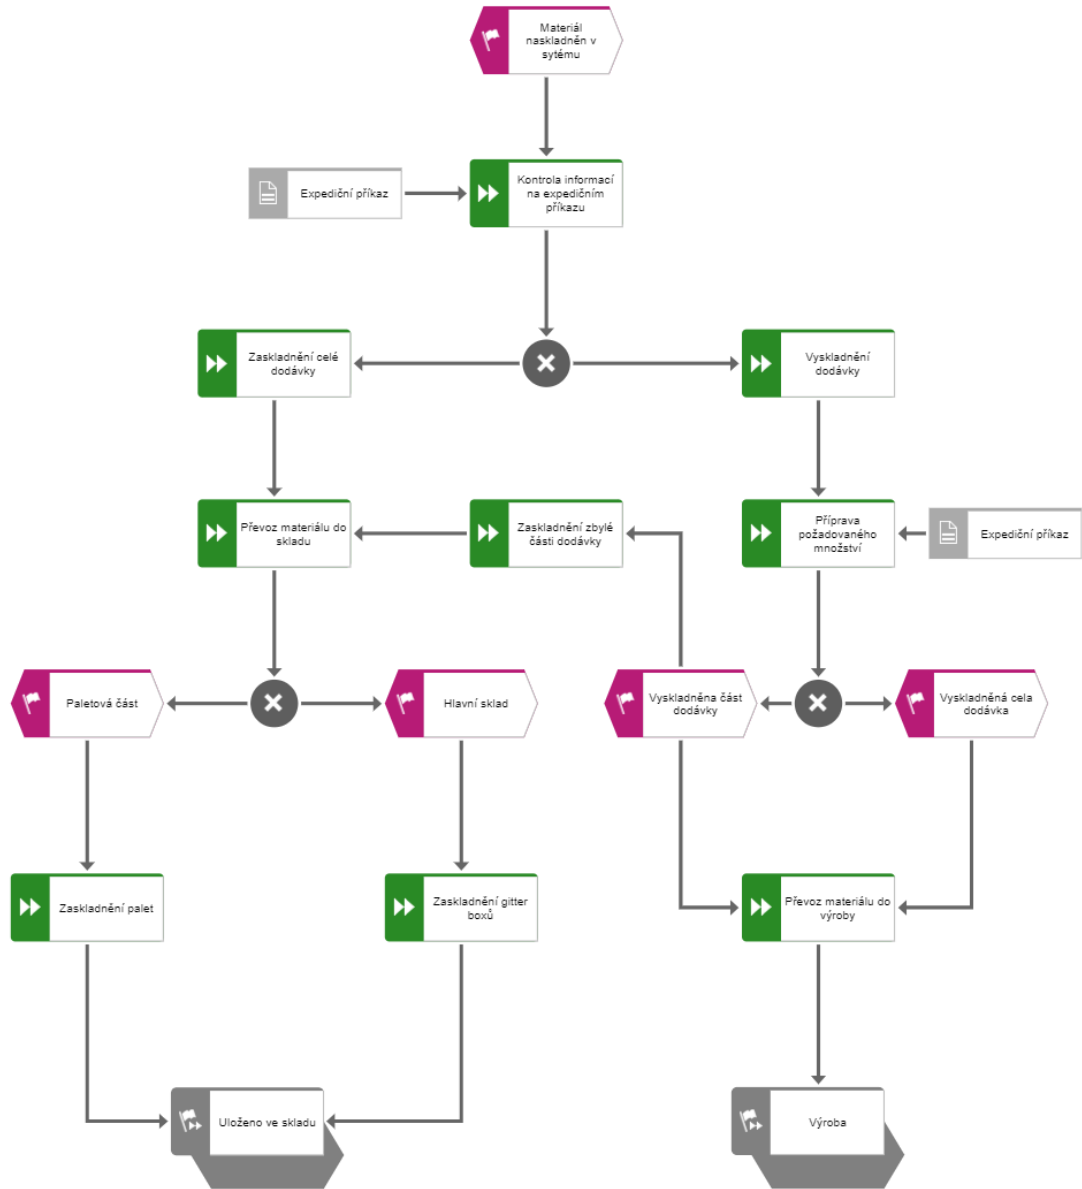 Materiál
naskladněn v
sytému
Expediční příkaz
Kontrola informací
na expedičním
příkazu
Zaskladnění celé
dodávky
Vyskladnění
dodávky
Převoz materiálu do
skladu
Zaskladnění zbylé
části dodávky
Příprava
požadovaného
množství
Expediční příkaz
Paletová část
Hlavní sklad
Vyskladněna část
dodávky
Vyskladněná cela
dodávka
Zaskladnění palet
Zaskladnění gitter
boxů
Převoz materiálu do
výroby
Uloženo ve skladu
Výroba